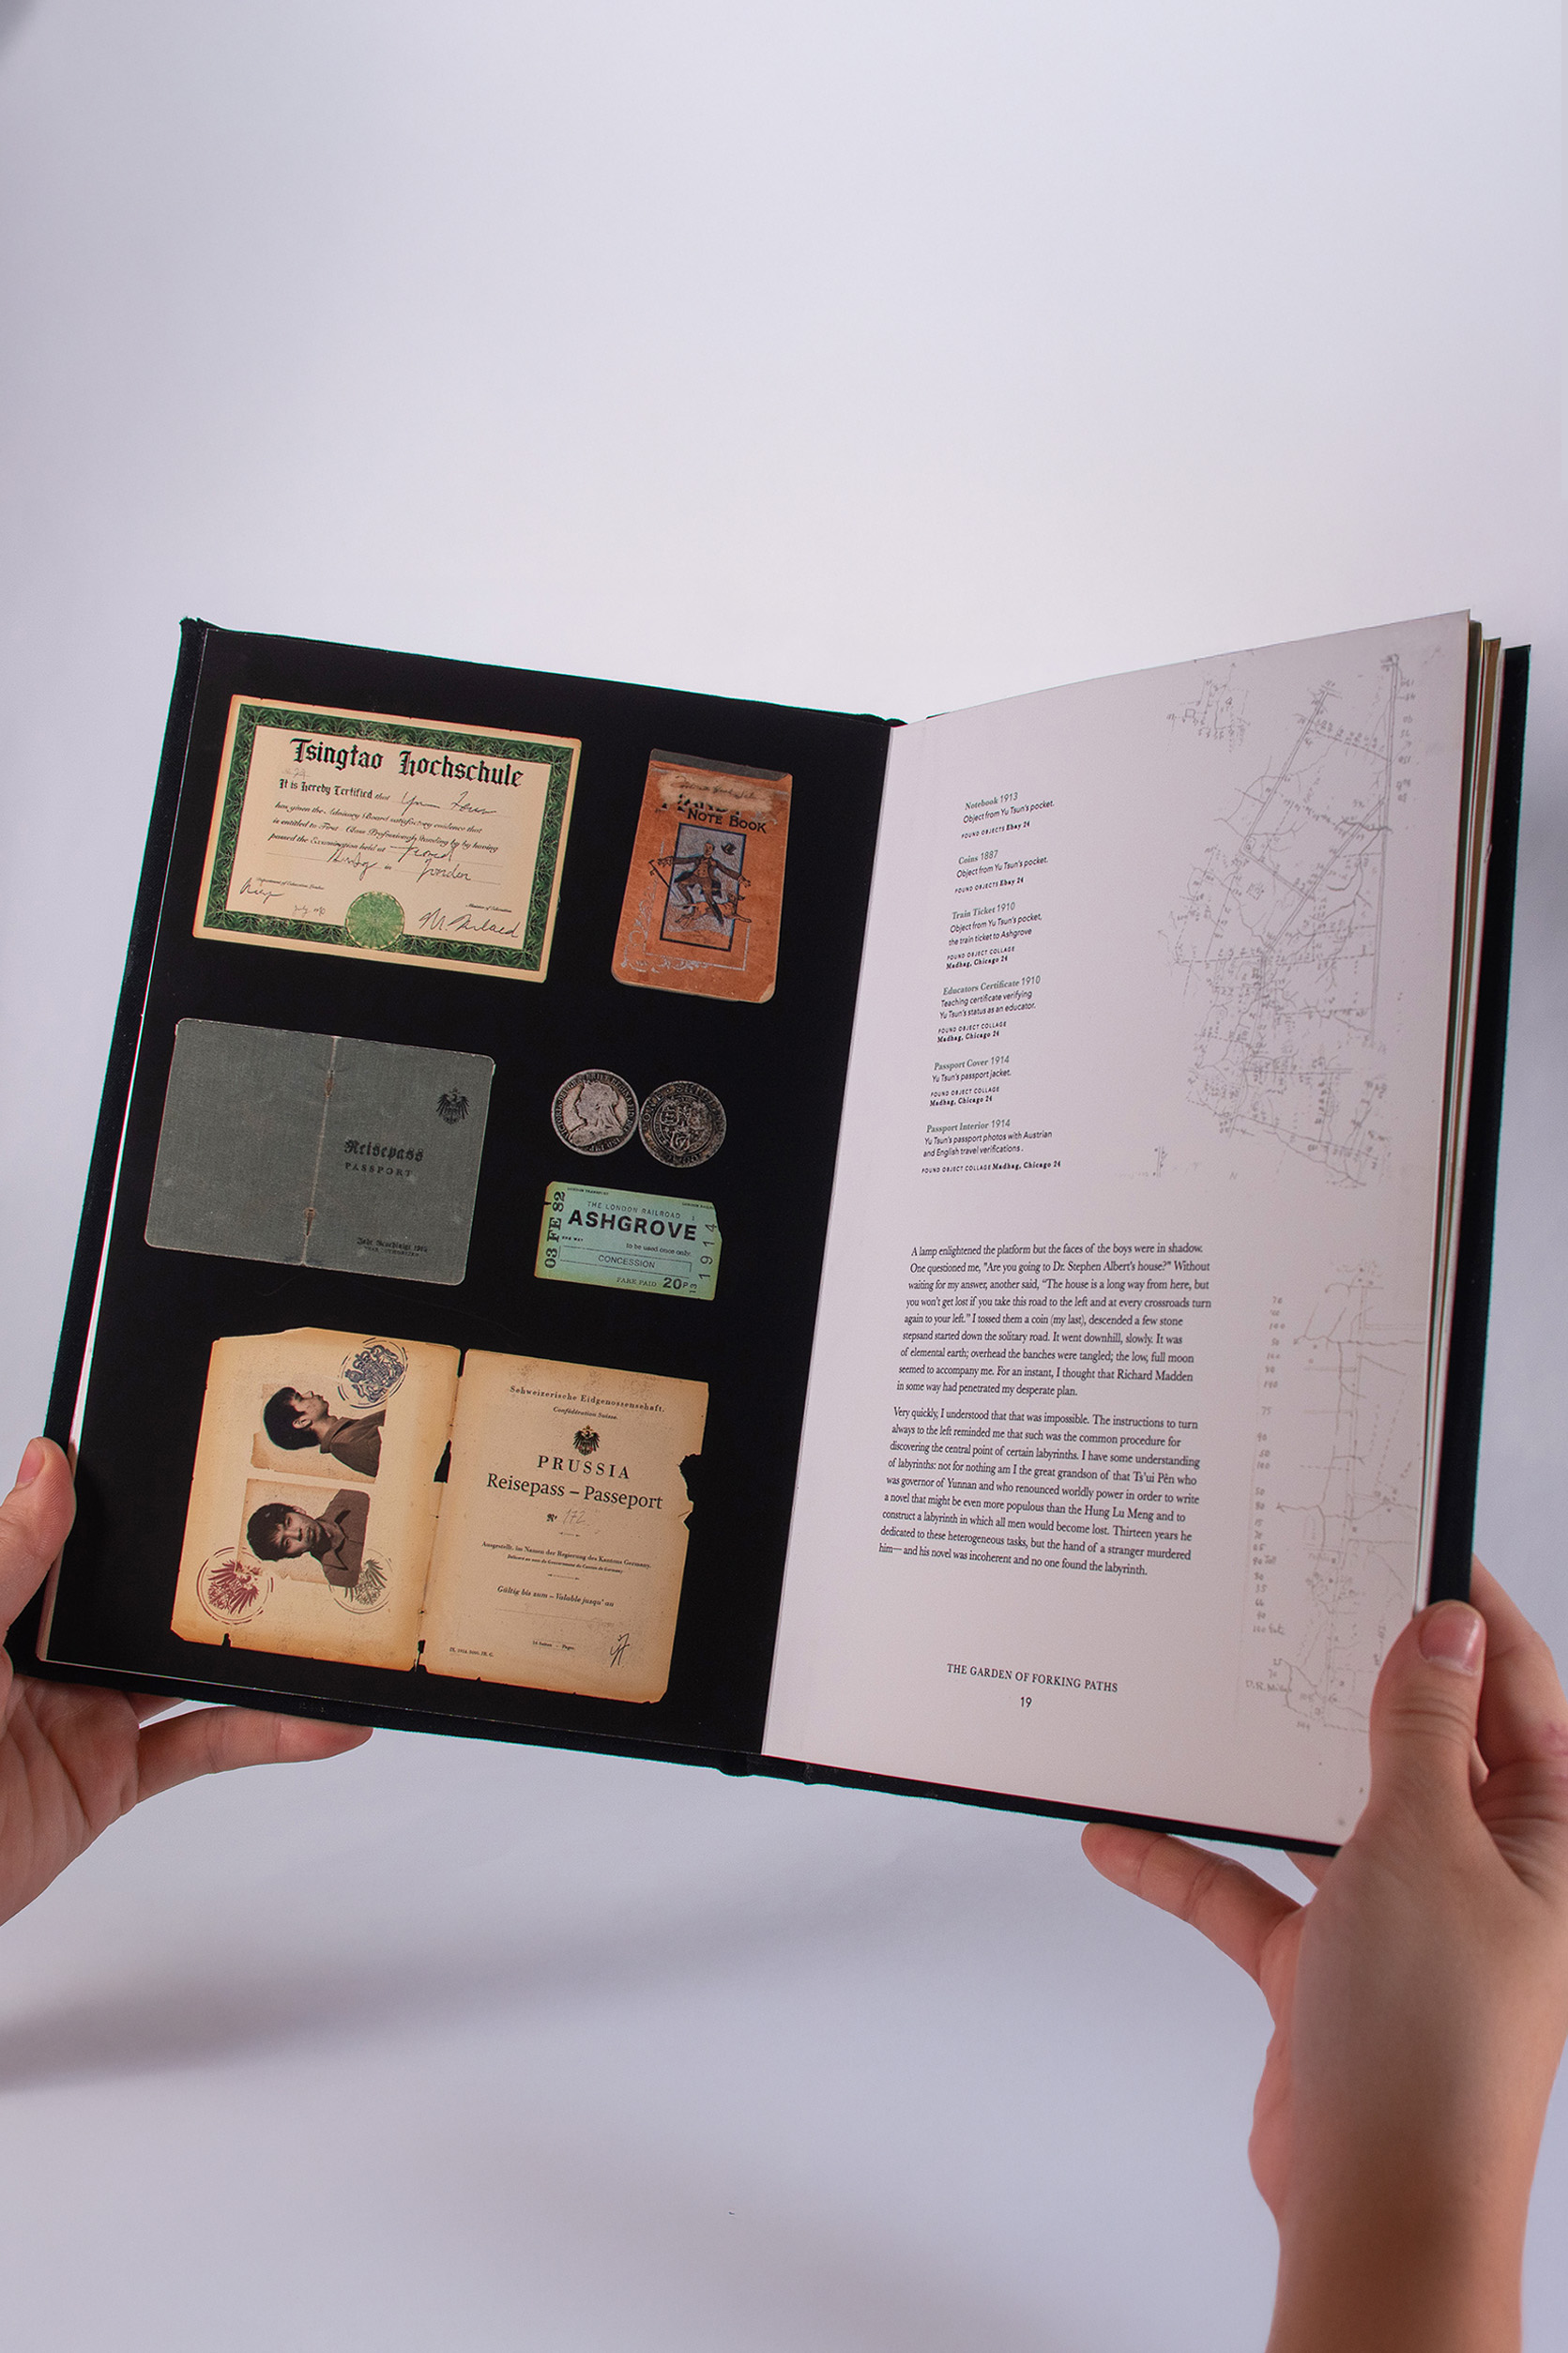 Tsingtao Hochschule
It is Hereby Certified that
has given the Advisory Board satisfactory evidence that
is entitled to First Class Professional standing by having
passed the Examination held at
in
NOTE BOOK
Reisepass
PASSPORT
THE LONDON RAILROAD
ASHGROVE
to be used once only.
CONCESSION
FARE PAID 20P
03 FE 82
1914
Schweizerische Eidgenossenschaft.
Confédération Suisse.
PRUSSIA
Reisepass – Passeport
No 172
Ausgestellt im Namen der Regierung des Kantons Germany.
Gültig bis zum – Valoble jusqu' au
Notebook 1913
Object from Yu Tsun's pocket.
FOUND OBJECTS Ebay 24
Coins 1887
Object from Yu Tsun's pocket.
FOUND OBJECTS Ebay 24
Train Ticket 1910
Object from Yu Tsun's pocket,
the train ticket to Ashgrove
FOUND OBJECT COLLAGE
Madhag, Chicago 24
Educators Certificate 1910
Teaching certificate verifying
Yu Tsun's status as an educator.
FOUND OBJECT COLLAGE
Madhag, Chicago 24
Passport Cover 1914
Yu Tsun's passport jacket.
FOUND OBJECT COLLAGE
Madhag, Chicago 24
Passport Interior 1914
Yu Tsun's passport photos with Austrian
and English travel verifications .
FOUND OBJECT COLLAGE Madhag, Chicago 24
A lamp enlightened the platform but the faces of the boys were in shadow.
One questioned me, "Are you going to Dr. Stephen Albert's house?" Without
waiting for my answer, another said, “The house is a long way from here, but
you won't get lost if you take this road to the left and at every crossroads turn
again to your left.” I tossed them a coin (my last), descended a few stone
stepsand started down the solitary road. It went downhill, slowly. It was
of elemental earth; overhead the banches were tangled; the low, full moon
seemed to accompany me. For an instant, I thought that Richard Madden
in some way had penetrated my desperate plan.
Very quickly, I understood that that was impossible. The instructions to turn
always to the left reminded me that such was the common procedure for
discovering the central point of certain labyrinths. I have some understanding
of labyrinths: not for nothing am I the great grandson of that Ts'ui Pên who
was governor of Yunnan and who renounced worldly power in order to write
a novel that might be even more populous than the Hung Lu Meng and to
construct a labyrinth in which all men would become lost. Thirteen years he
dedicated to these heterogeneous tasks, but the hand of a stranger murdered
him—and his novel was incoherent and no one found the labyrinth.
THE GARDEN OF FORKING PATHS
19